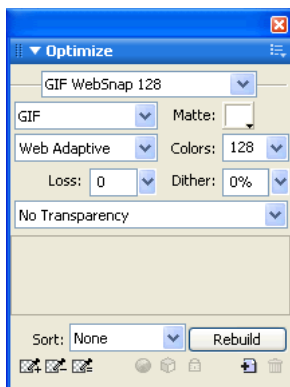 Optimize
GIF WebSnap 128
GIF Matte:
Web Adaptive Colors: 128
Loss: 0 Dither: 0%
No Transparency
Sort: None Rebuild